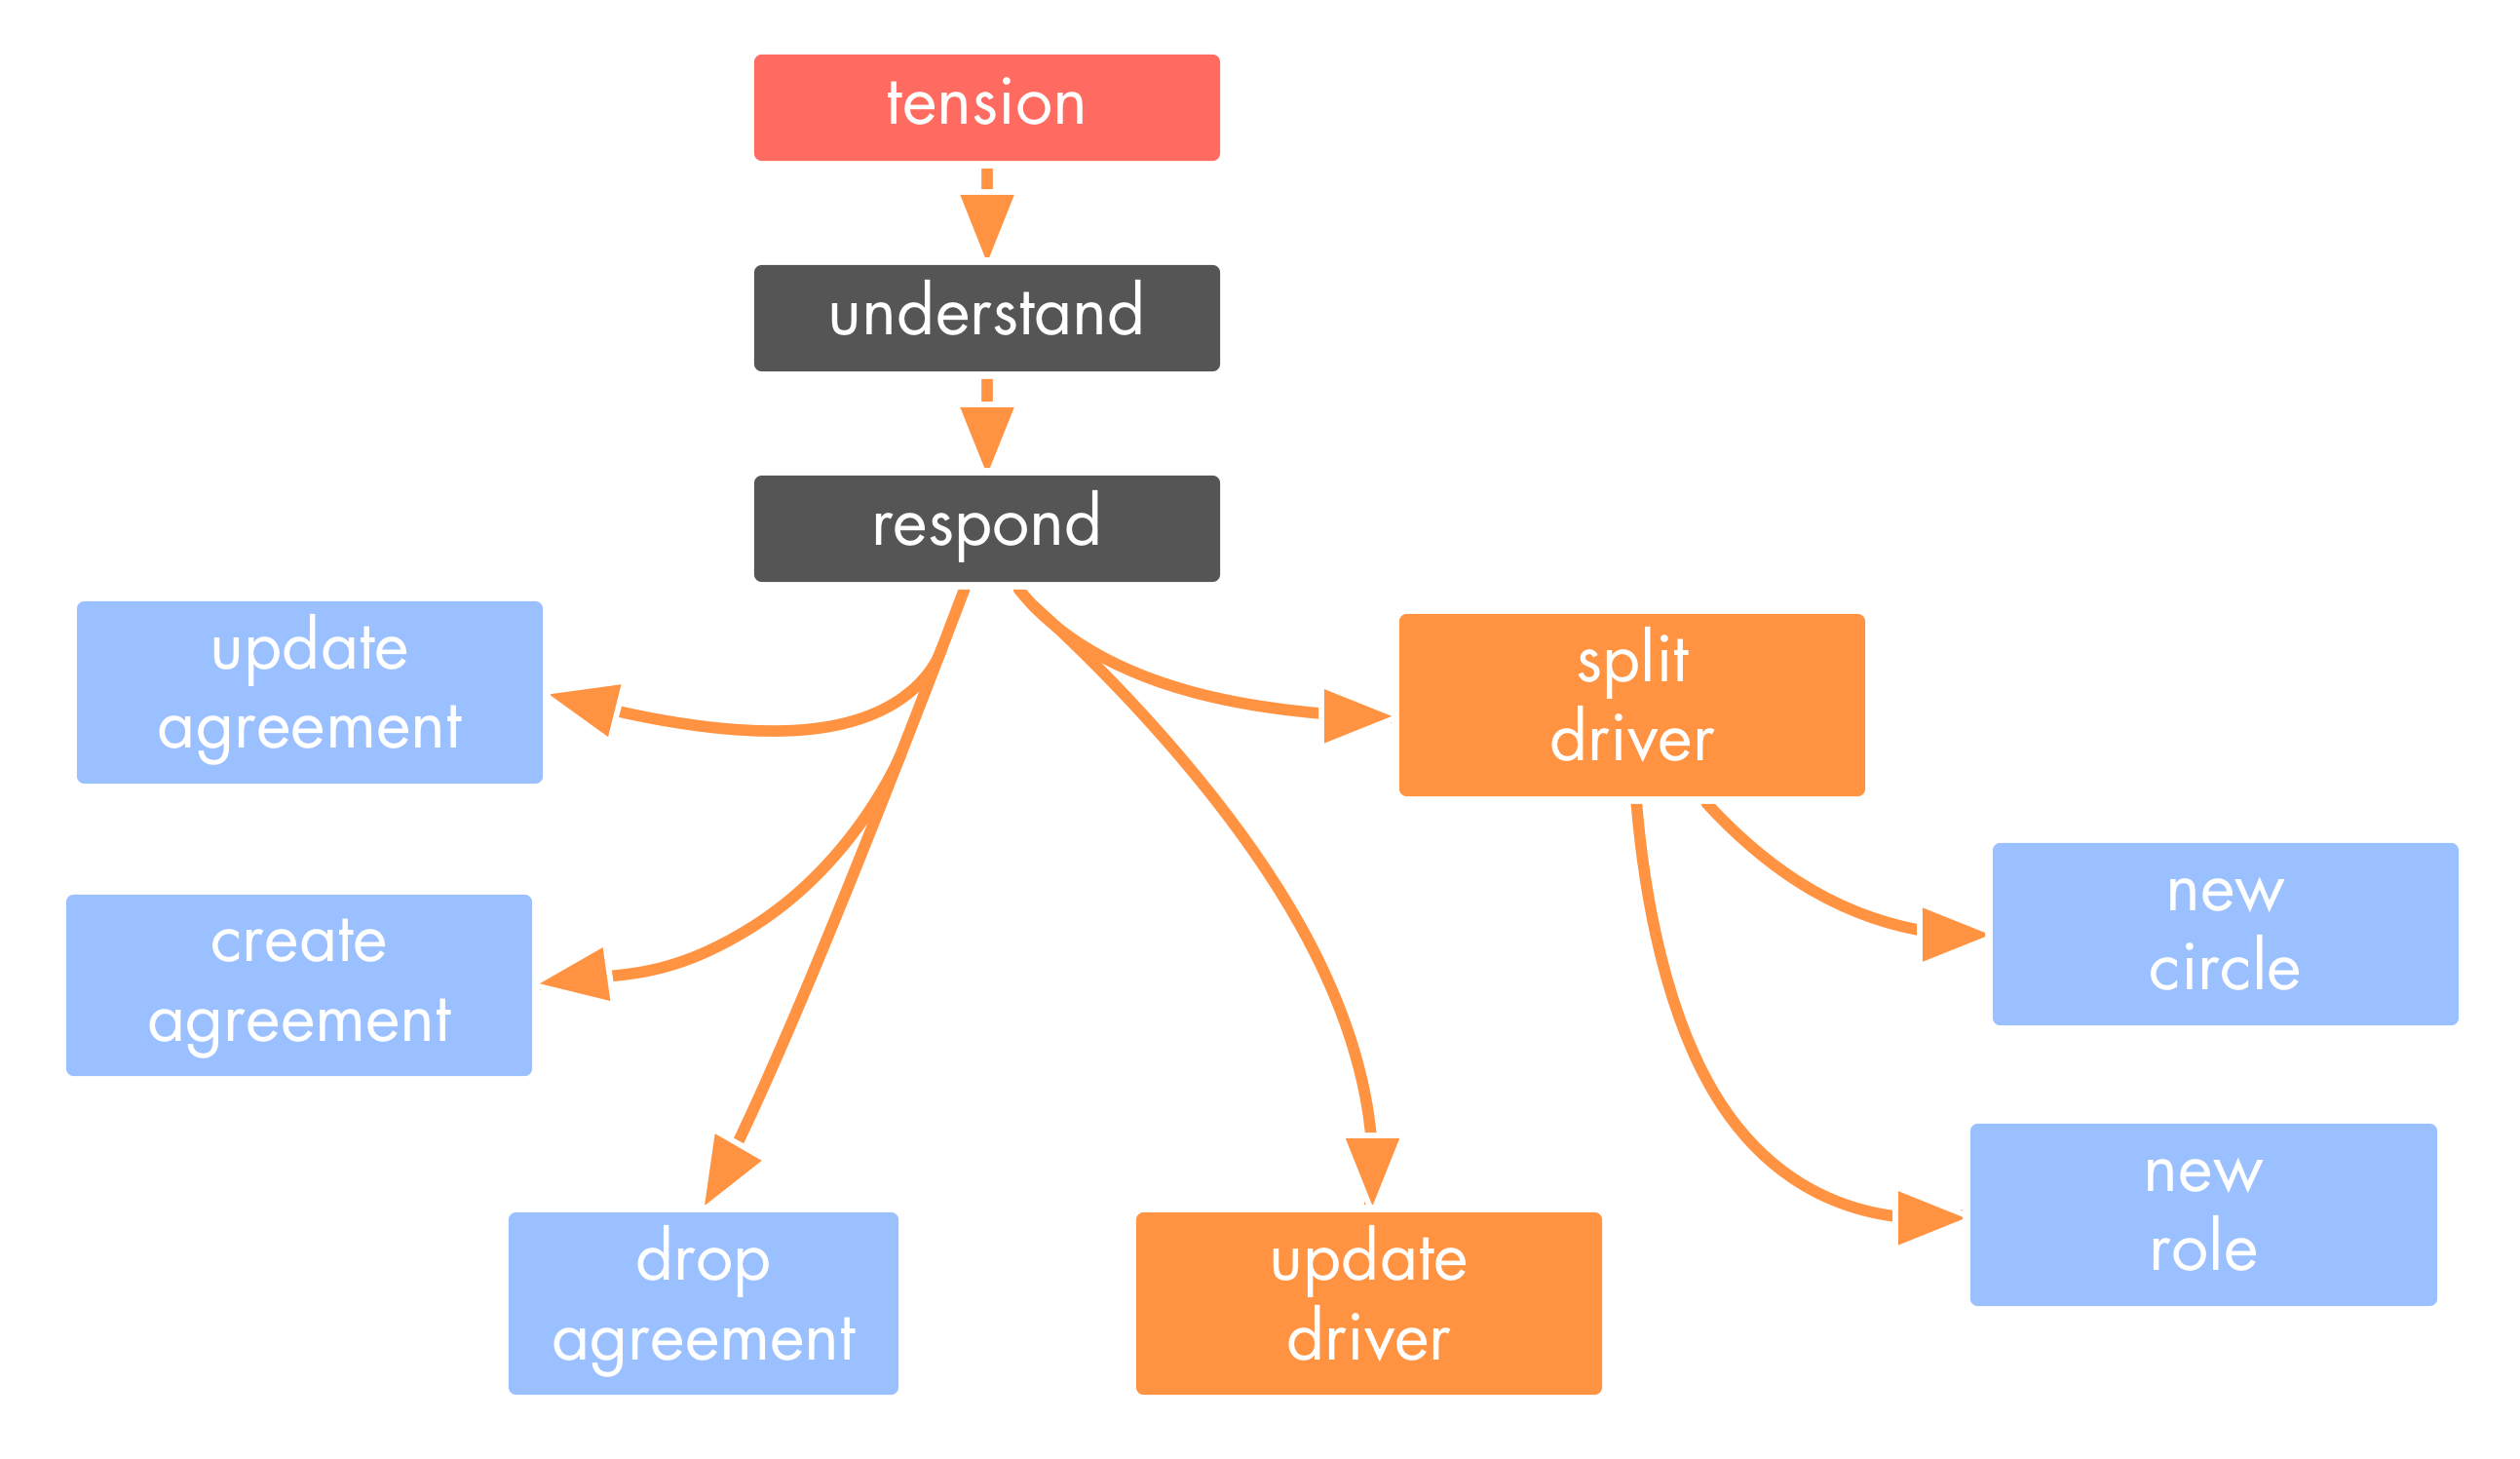 tension
understand
respond
update
agreement
split
driver
create
agreement
new
circle
new
role
drop
agreement
update
driver